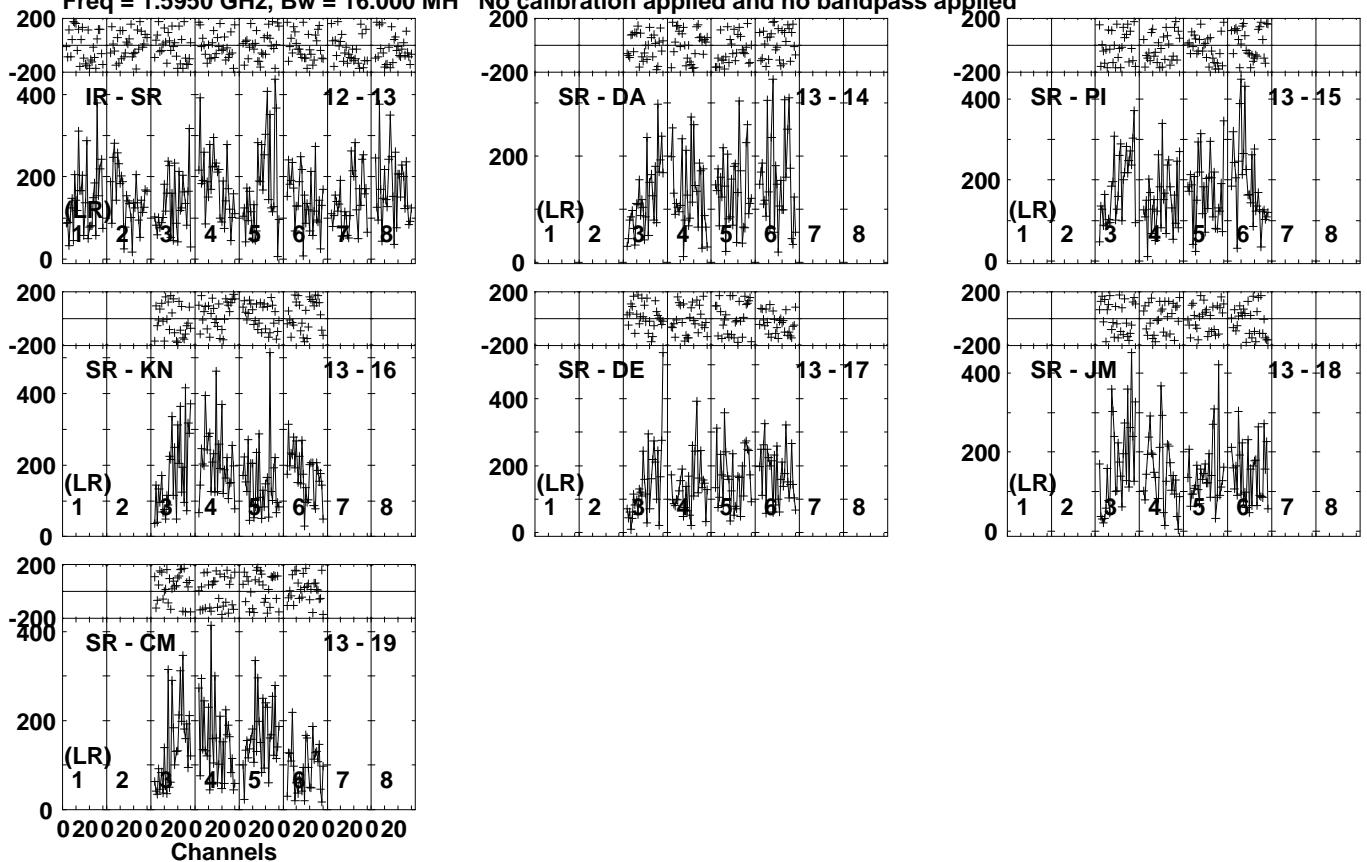 Freq = 1.5950 GHz, Bw = 16.000 MH No calibration applied and no bandpass applied
200
-200
400
200
0
IR - SR 12 - 13
(LR)
1 2 3 4 5 6 7 8
200
-200
200
0
SR - DA 13 - 14
(LR)
1 2 3 4 5 6 7 8
200
-200
400
200
0
SR - PI 13 - 15
(LR)
1 2 3 4 5 6 7 8
200
-200
400
200
0
SR - KN 13 - 16
(LR)
1 2 3 4 5 6 7 8
200
-200
400
200
0
SR - DE 13 - 17
(LR)
1 2 3 4 5 6 7 8
200
-200
400
200
0
SR - JM 13 - 18
(LR)
1 2 3 4 5 6 7 8
200
-200
400
200
0
SR - CM 13 - 19
(LR)
1 2 3 4 5 6 7 8
0 20 0 20 0 20 0 20 0 20 0 20 0 20 0 20
Channels